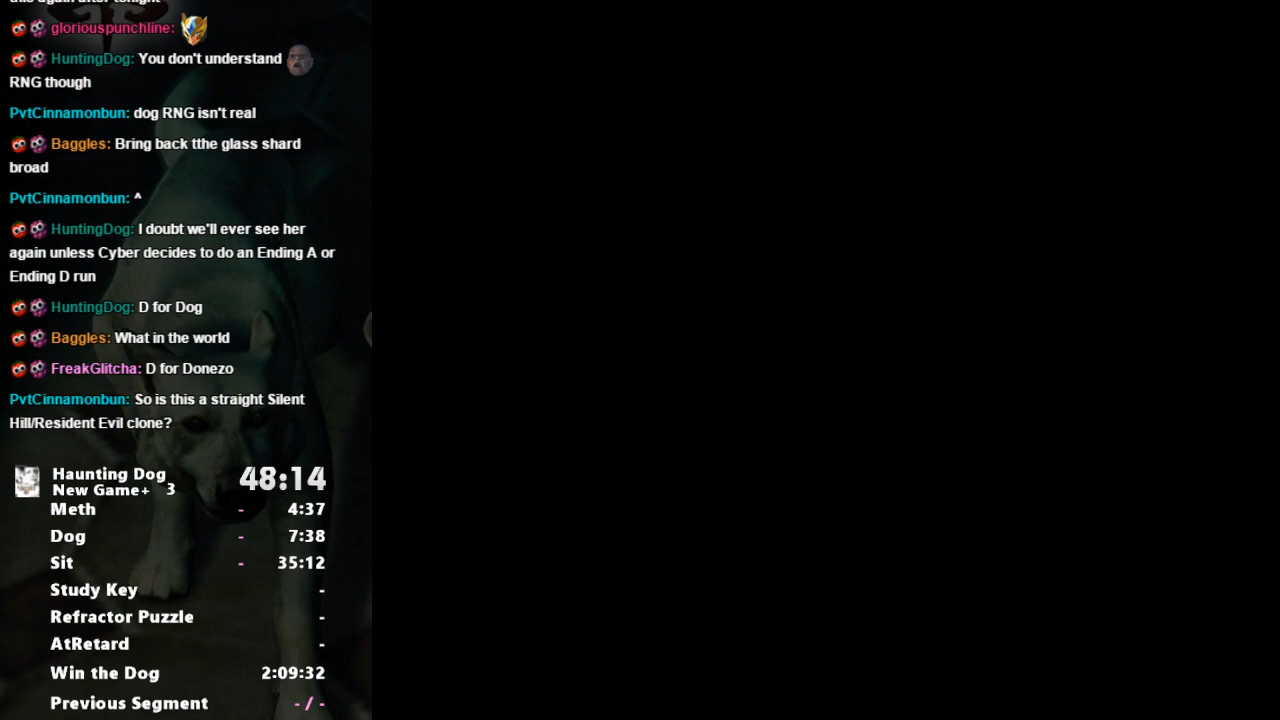 gloriouspunchline:
HuntingDog: You don't understand
RNG though
PvtCinnamonbun: dog RNG isn't real
Baggles: Bring back tthe glass shard
broad
PvtCinnamonbun: ^
HuntingDog: I doubt we'll ever see her
again unless Cyber decides to do an Ending A or
Ending D run
HuntingDog: D for Dog
Baggles: What in the world
FreakGlitcha: D for Donezo
PvtCinnamonbun: So is this a straight Silent
Hill/Resident Evil clone?
Haunting Dog 48:14
New Game+ 3
Meth - 4:37
Dog - 7:38
Sit - 35:12
Study Key -
Refractor Puzzle -
AtRetard -
Win the Dog 2:09:32
Previous Segment - / -